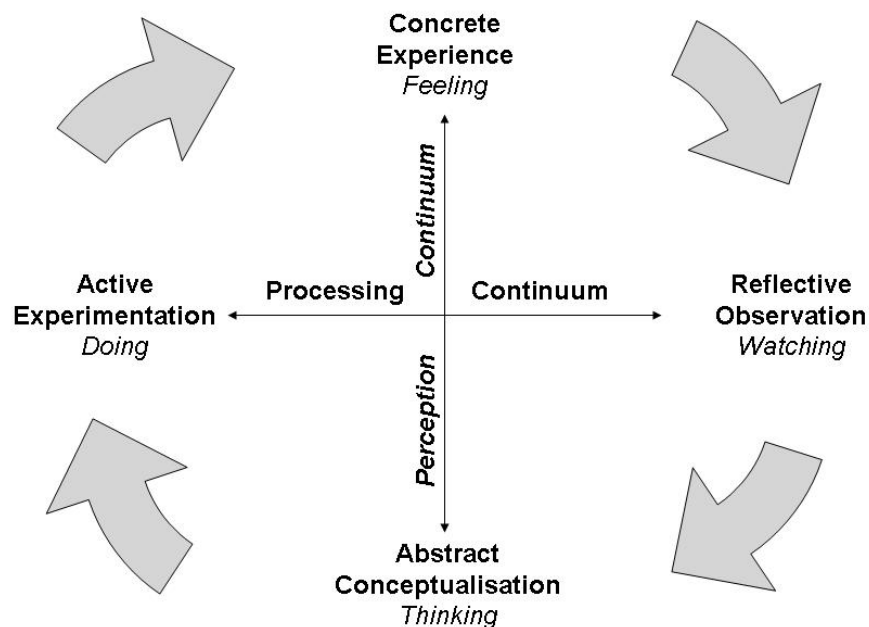 Concrete
Experience
Feeling
Continuum
Processing
Continuum
Active
Experimentation
Doing
Reflective
Observation
Watching
Perception
Abstract
Conceptualisation
Thinking